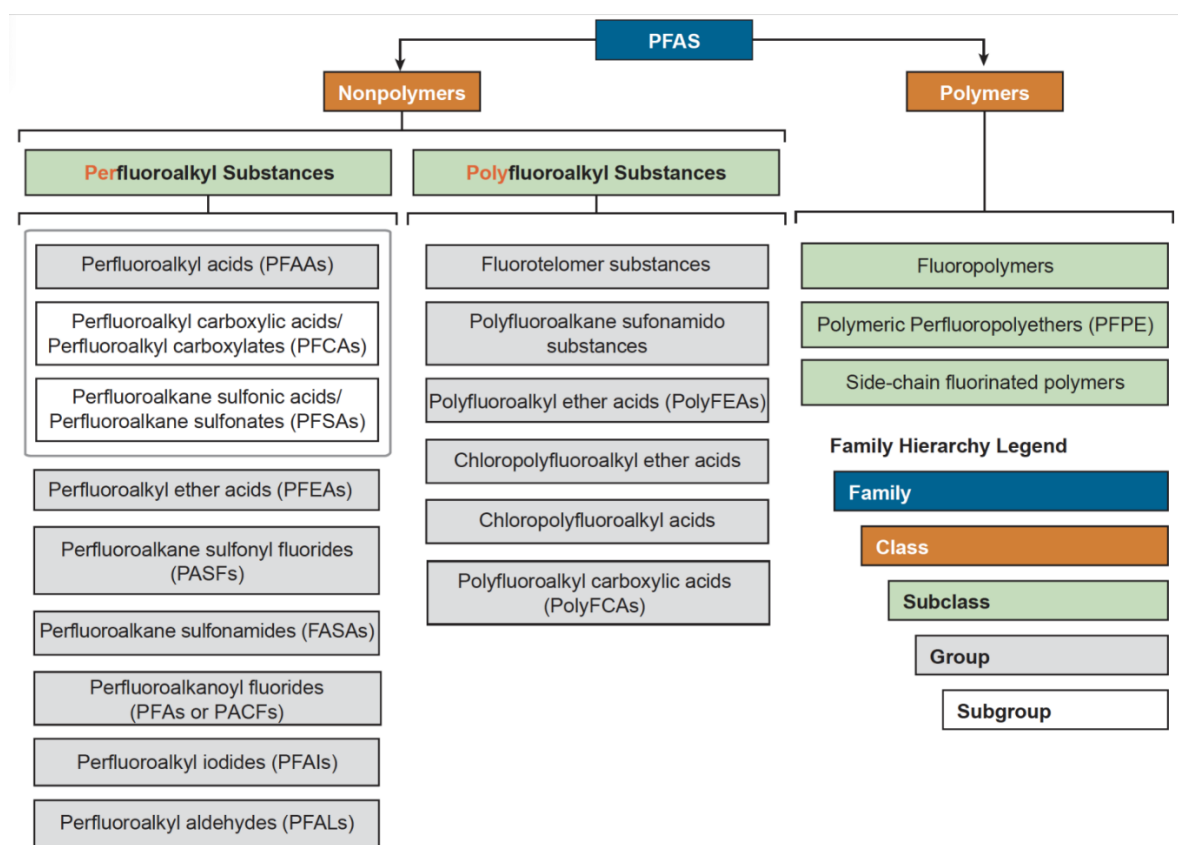 PFAS
Nonpolymers
Polymers
Perfluoroalkyl Substances
Polyfluoroalkyl Substances
Perfluoroalkyl acids (PFAAs)
Perfluoroalkyl carboxylic acids/
Perfluoroalkyl carboxylates (PFCAs)
Perfluoroalkane sulfonic acids/
Perfluoroalkane sulfonates (PFSAs)
Perfluoroalkyl ether acids (PFEAs)
Perfluoroalkane sulfonyl fluorides
(PASFs)
Perfluoroalkane sulfonamides (FASAs)
Perfluoroalkanoyl fluorides
(PFAs or PACFs)
Perfluoroalkyl iodides (PFAIs)
Perfluoroalkyl aldehydes (PFALs)
Fluorotelomer substances
Polyfluoroalkane sufonamido
substances
Polyfluoroalkyl ether acids (PolyFEAs)
Chloropolyfluoroalkyl ether acids
Chloropolyfluoroalkyl acids
Polyfluoroalkyl carboxylic acids
(PolyFCAs)
Fluoropolymers
Polymeric Perfluoropolyethers (PFPE)
Side-chain fluorinated polymers
Family Hierarchy Legend
Family
Class
Subclass
Group
Subgroup